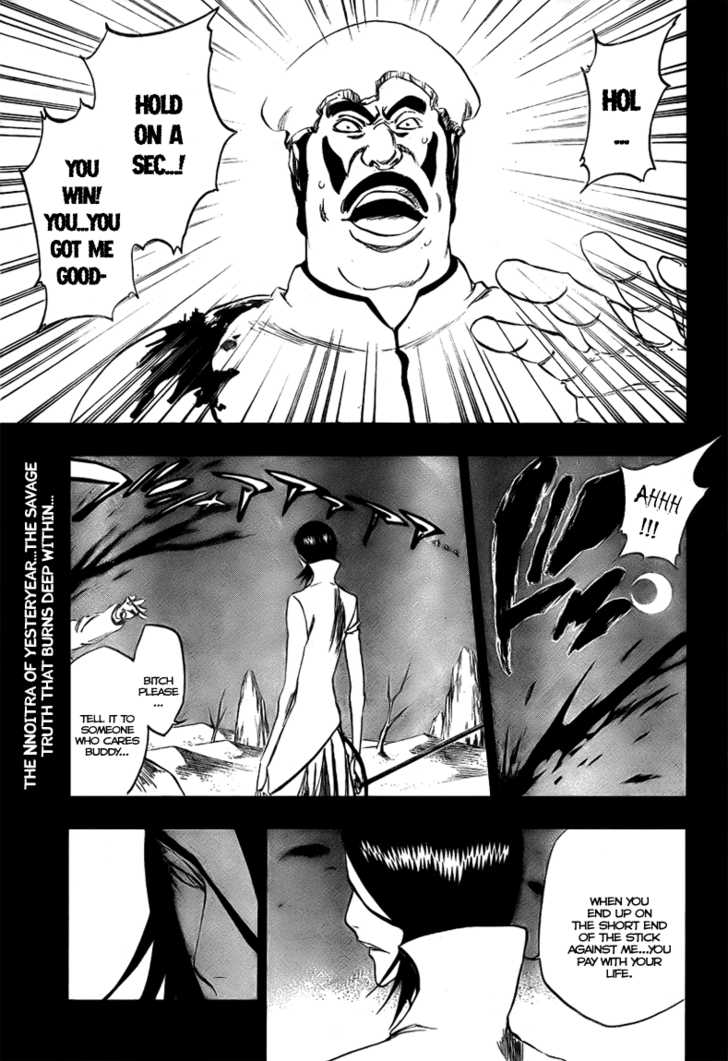 HOL
...
HOLD
ON A
SEC...!
YOU
WIN!
YOU...YOU
GOT ME
GOOD-
AHHH
!!!
THE NNOITRA OF YESTERYEAR...THE SAVAGE
TRUTH THAT BURNS DEEP WITHIN...
BITCH
PLEASE
...
TELL IT TO
SOMEONE
WHO CARES
BUDDY...
WHEN YOU
END UP ON
THE SHORT END
OF THE STICK
AGAINST ME...YOU
PAY WITH YOUR
LIFE.